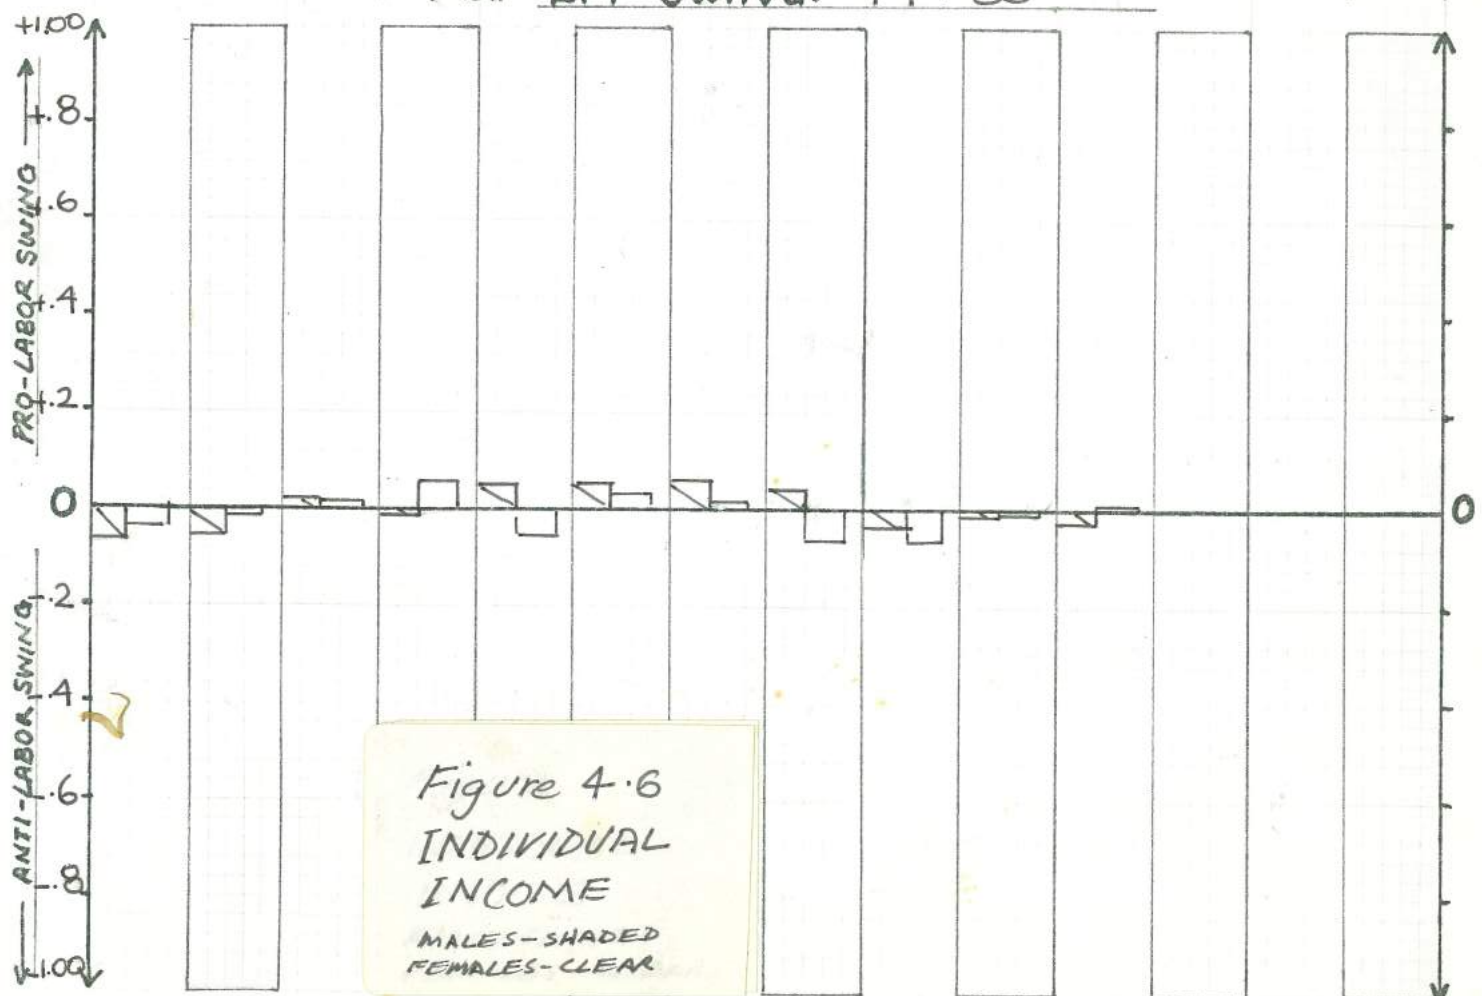 +1.00
+.8
+.6
+.4
+.2
0
-.2
-.4
-.6
-.8
-1.00
PRO-LABOR SWING
ANTI-LABOR SWING
0
Figure 4.6
INDIVIDUAL
INCOME
MALES-SHADED
FEMALES-CLEAR